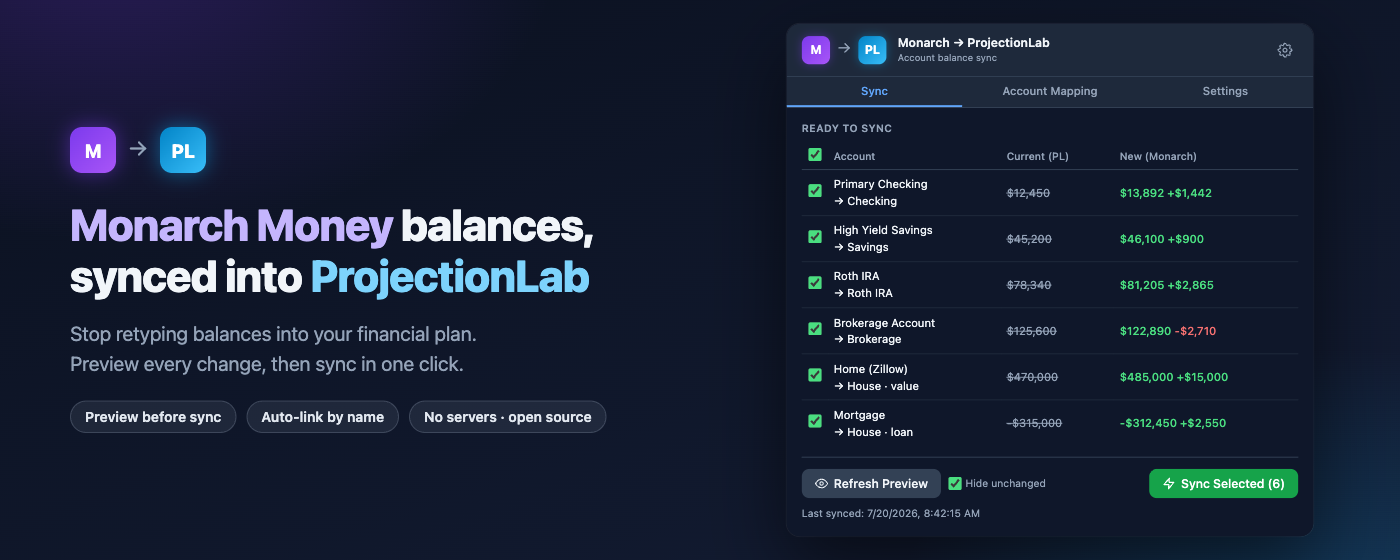 M → PL
Monarch Money balances,
synced into ProjectionLab
Stop retyping balances into your financial plan.
Preview every change, then sync in one click.
Preview before sync
Auto-link by name
No servers · open source
M → PL
Monarch → ProjectionLab
Account balance sync
Sync
Account Mapping
Settings
READY TO SYNC
Account Current (PL) New (Monarch)
Primary Checking
→ Checking
$12,450
$13,892 +$1,442
High Yield Savings
→ Savings
$45,200
$46,100 +$900
Roth IRA
→ Roth IRA
$78,340
$81,205 +$2,865
Brokerage Account
→ Brokerage
$125,600
$122,890 -$2,710
Home (Zillow)
→ House · value
$470,000
$485,000 +$15,000
Mortgage
→ House · loan
-$315,000
-$312,450 +$2,550
Refresh Preview
Hide unchanged
Sync Selected (6)
Last synced: 7/20/2026, 8:42:15 AM